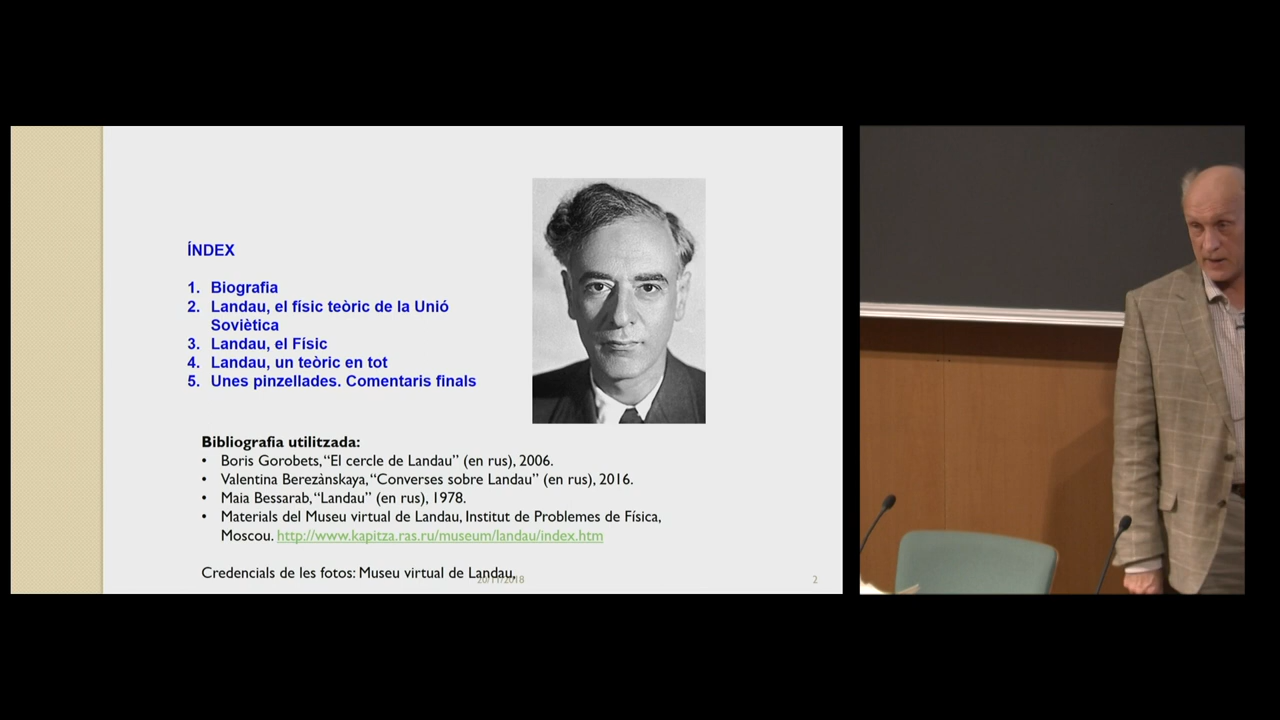 ÍNDEX
1. Biografia
2. Landau, el físic teòric de la Unió
Soviètica
3. Landau, el Físic
4. Landau, un teòric en tot
5. Unes pinzellades. Comentaris finals
Bibliografia utilitzada:
• Boris Gorobets, “El cercle de Landau” (en rus), 2006.
• Valentina Berezànskaya, “Converses sobre Landau” (en rus), 2016.
• Maia Bessarab, “Landau” (en rus), 1978.
• Materials del Museu virtual de Landau, Institut de Problemes de Física,
Moscou. http://www.kapitza.ras.ru/museum/landau/index.htm
Credencials de les fotos: Museu virtual de Landau,
20/11/2018
2